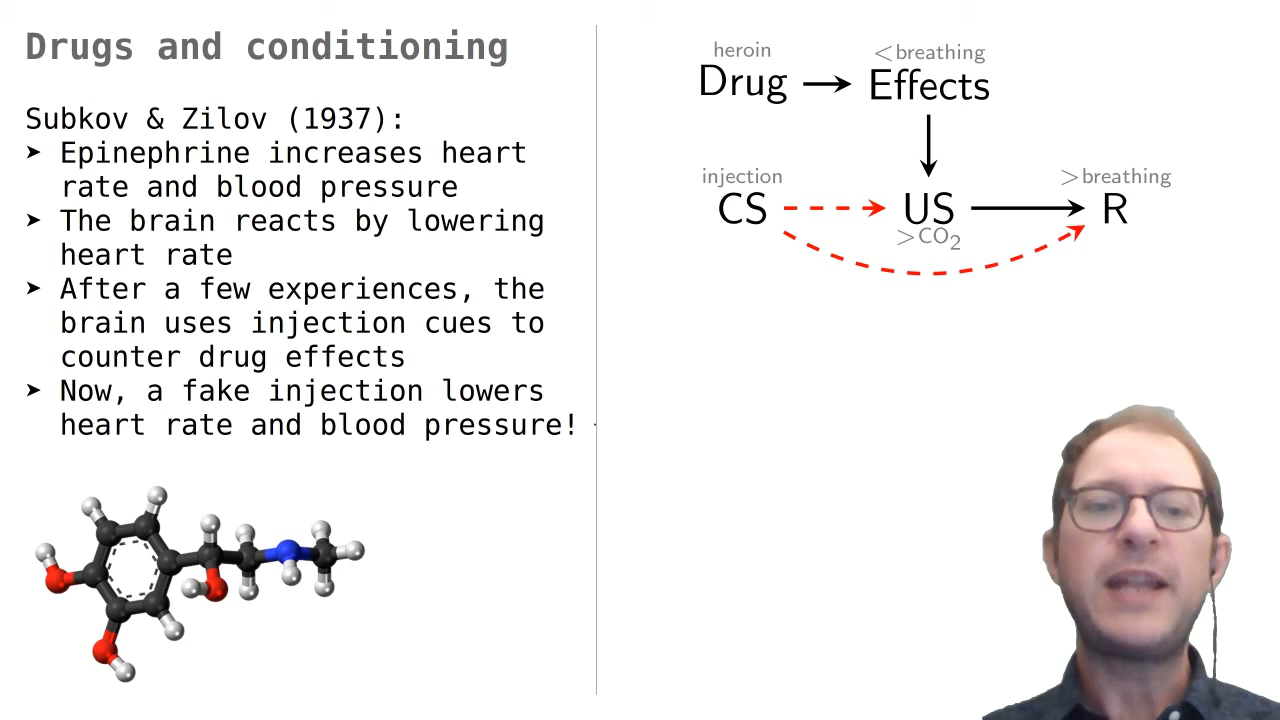 Drugs and conditioning
Subkov & Zilov (1937):
➤ Epinephrine increases heart
rate and blood pressure
➤ The brain reacts by lowering
heart rate
➤ After a few experiences, the
brain uses injection cues to
counter drug effects
➤ Now, a fake injection lowers
heart rate and blood pressure!
heroin <breathing
Drug Effects
injection >breathing
CS US R
>CO₂